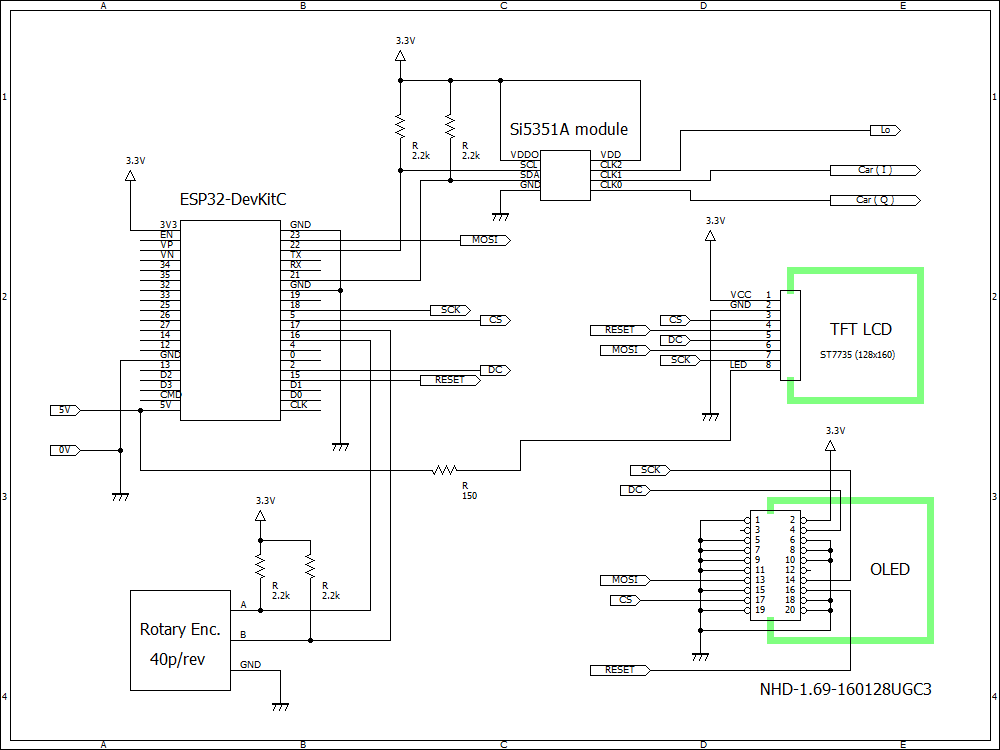 A B C D E
3.3V
1 1
Si5351A module
Lo
R
2.2k
R
2.2k
VDDO VDD
SCL CLK2
SDA CLK1
GND CLK0
Car ( I )
Car ( Q )
3.3V
ESP32-DevKitC
3V3 GND
EN 23
VP 22
VN TX
34 RX
35 21
32 GND
33 19
25 18
26 5
27 17
14 16
12 4
GND 0
13 2
D2 15
D3 D1
CMD D0
5V CLK
MOSI
SCK
CS
DC
RESET
5V
0V
R
150
2 2
3.3V
VCC 1
GND 2
CS 3
RESET 4
DC 5
MOSI 6
SCK 7
LED 8
TFT LCD
ST7735 (128x160)
3 3
3.3V
SCK
DC
1 2
3 4
5 6
7 8
9 10
11 12
13 14
15 16
17 18
19 20
MOSI
CS
RESET
OLED
NHD-1.69-160128UGC3
3.3V
R
2.2k
R
2.2k
Rotary Enc.
40p/rev
A
B
GND
4 4
A B C D E